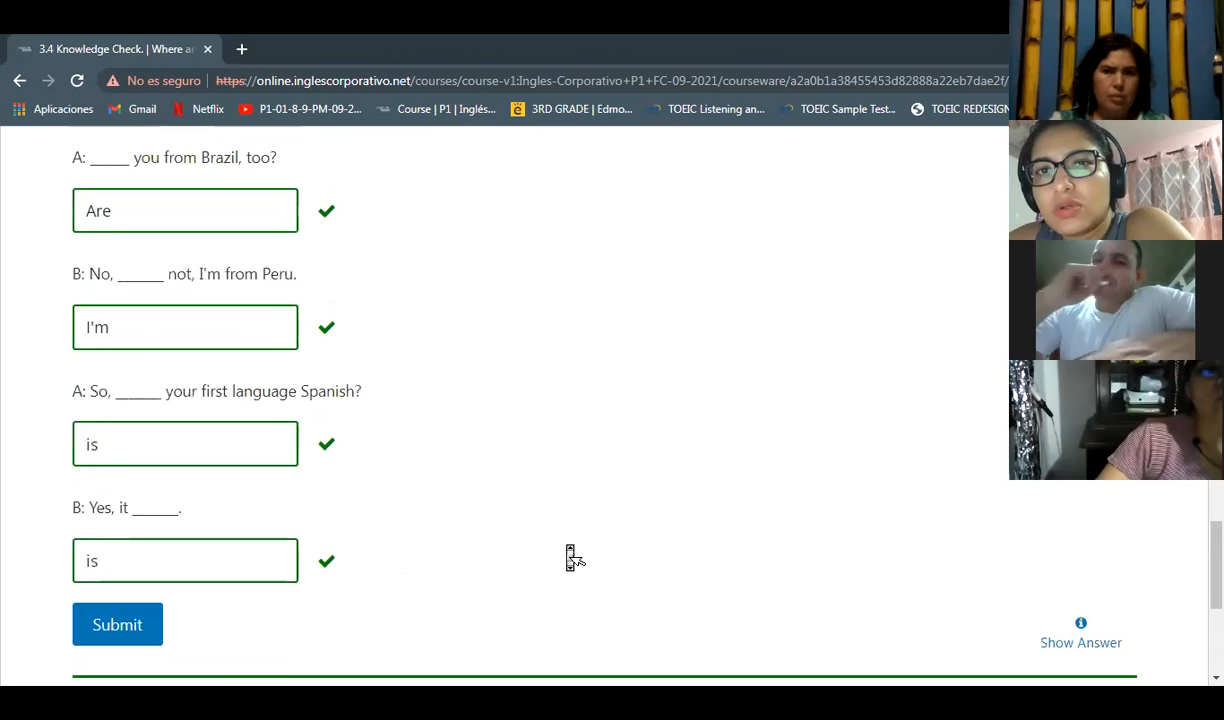 3.4 Knowledge Check. | Where ar
No es seguro
https://online.inglescorporativo.net/courses/course-v1:Ingles-Corporativo+P1+FC-09-2021/courseware/a2a0b1a38455453d82888a22eb7dae2f/
Aplicaciones
Gmail
Netflix
P1-01-8-9-PM-09-2...
Course | P1 | Inglés...
3RD GRADE | Edmo...
TOEIC Listening an...
TOEIC Sample Test...
TOEIC REDESIGN
A: _____ you from Brazil, too?
Are
B: No, ______ not, I'm from Peru.
I'm
A: So, ______ your first language Spanish?
is
B: Yes, it ______.
is
Submit
Show Answer